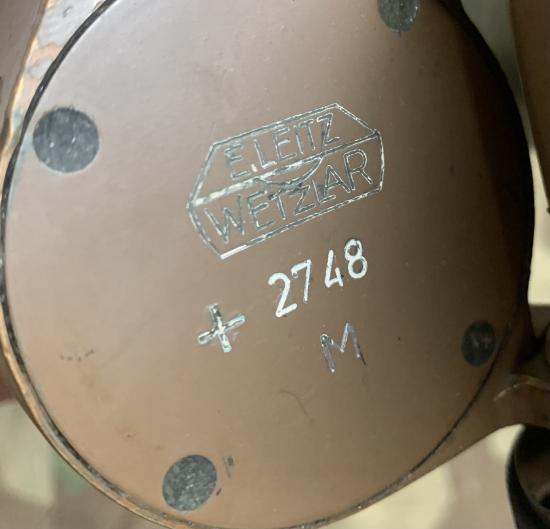 E. LEITZ
WETZLAR
+ 2748
M